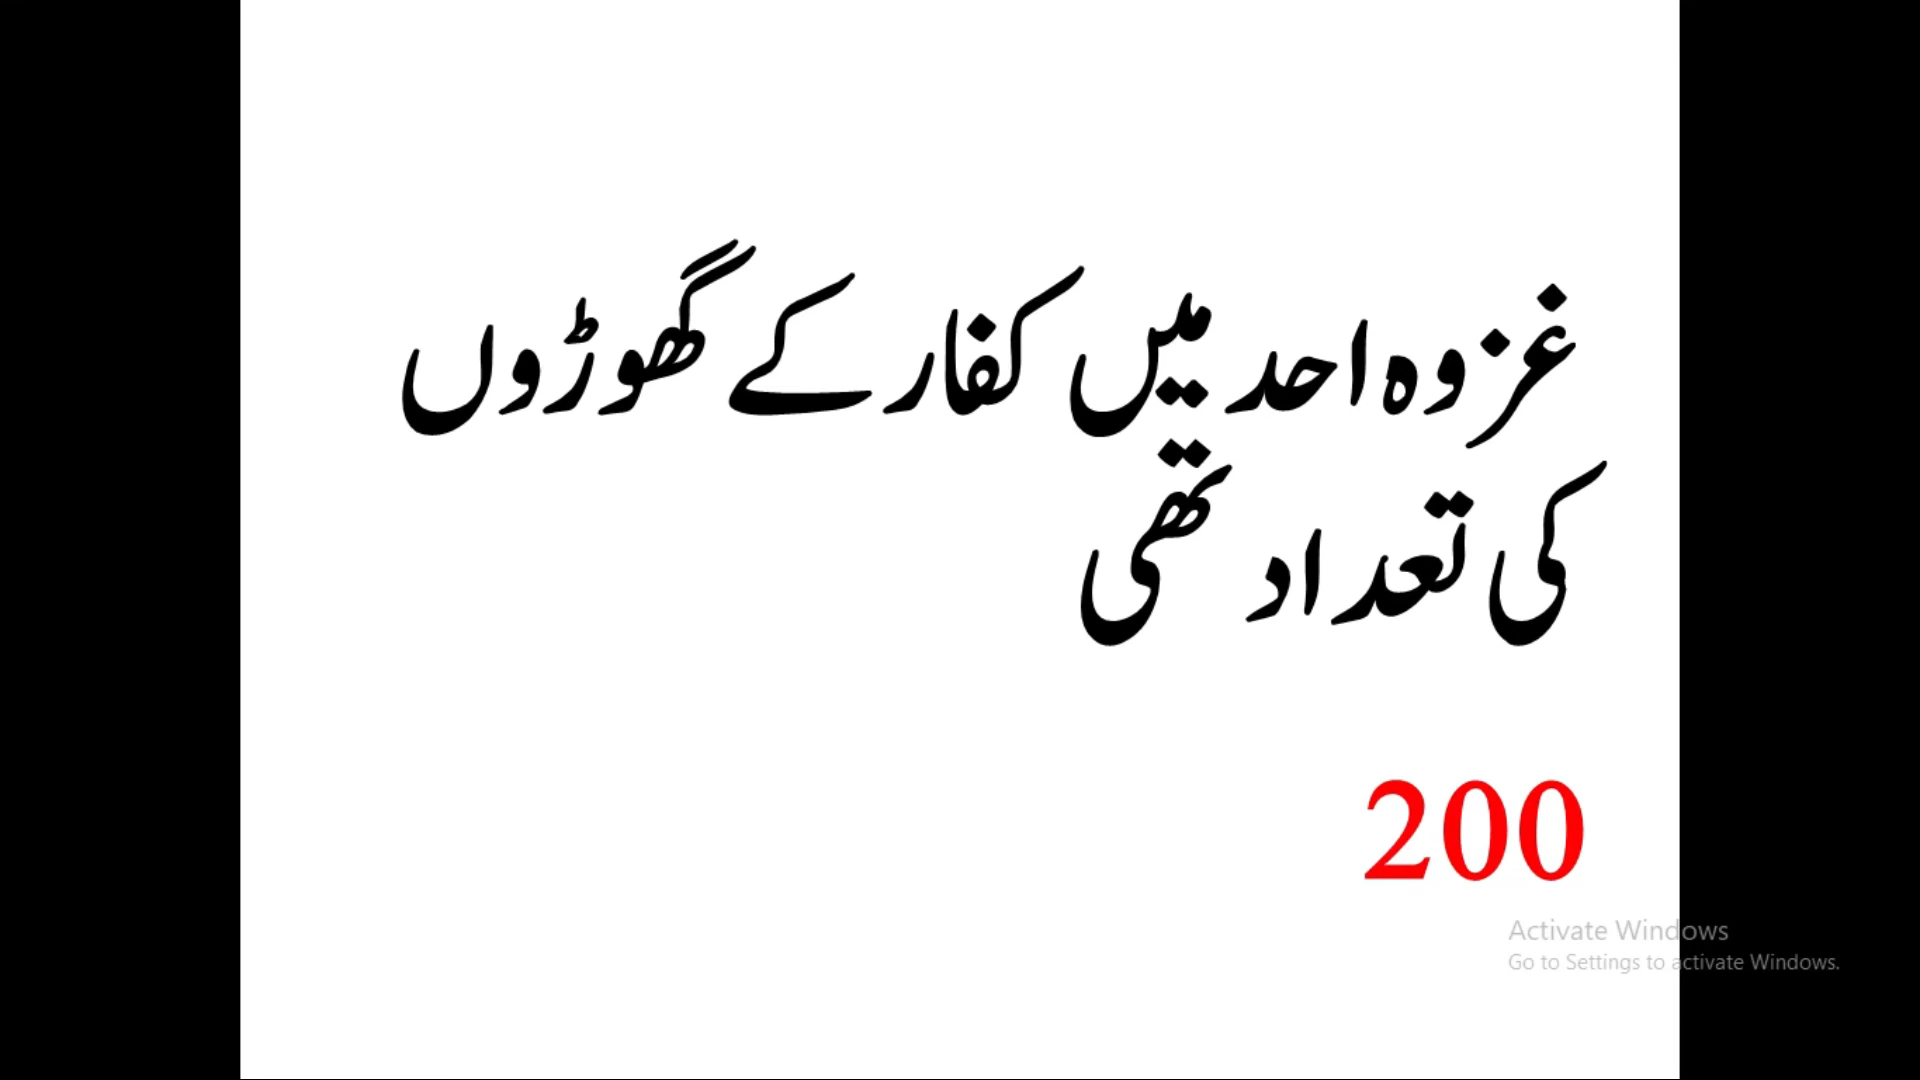 غزوہ احد میں کفار کے گھوڑوں
کی تعداد تھی
200
Activate Windows
Go to Settings to activate Windows.